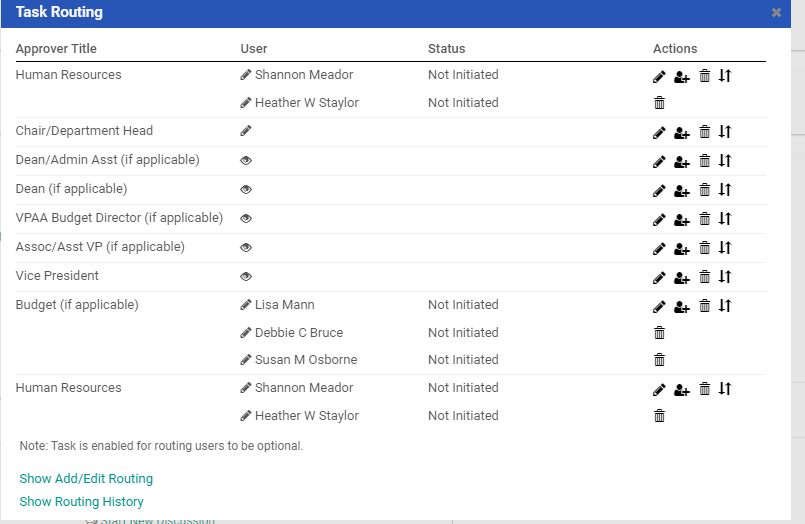 Task Routing
Approver Title User Status Actions
Human Resources Shannon Meador Not Initiated
Heather W Staylor Not Initiated
Chair/Department Head
Dean/Admin Asst (if applicable)
Dean (if applicable)
VPAA Budget Director (if applicable)
Assoc/Asst VP (if applicable)
Vice President
Budget (if applicable) Lisa Mann Not Initiated
Debbie C Bruce Not Initiated
Susan M Osborne Not Initiated
Human Resources Shannon Meador Not Initiated
Heather W Staylor Not Initiated
Note: Task is enabled for routing users to be optional.
Show Add/Edit Routing
Show Routing History
Start New Discussion